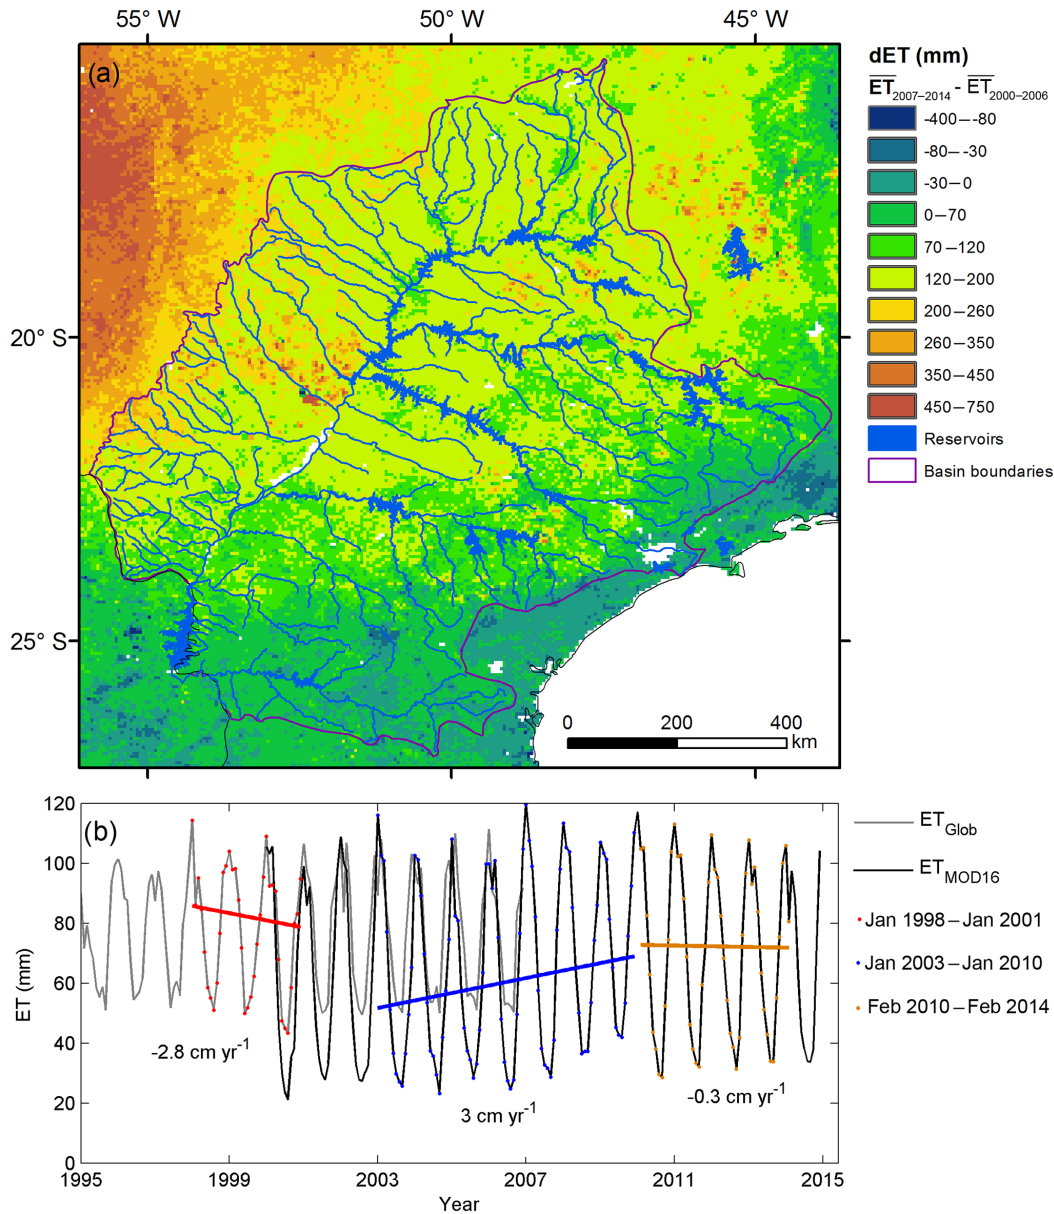 55° W 50° W 45° W
(a)
20° S
25° S
0 200 400
km
dET (mm)
ET2007–2014 - ET2000–2006
-400—-80
-80—-30
-30—0
0—70
70—120
120—200
200—260
260—350
350—450
450—750
Reservoirs
Basin boundaries
(b)
120
100
80
60
40
20
0
ET (mm)
-2.8 cm yr-1
3 cm yr-1
-0.3 cm yr-1
1995 1999 2003 2007 2011 2015
Year
ETGlob
ETMOD16
Jan 1998–Jan 2001
Jan 2003–Jan 2010
Feb 2010–Feb 2014